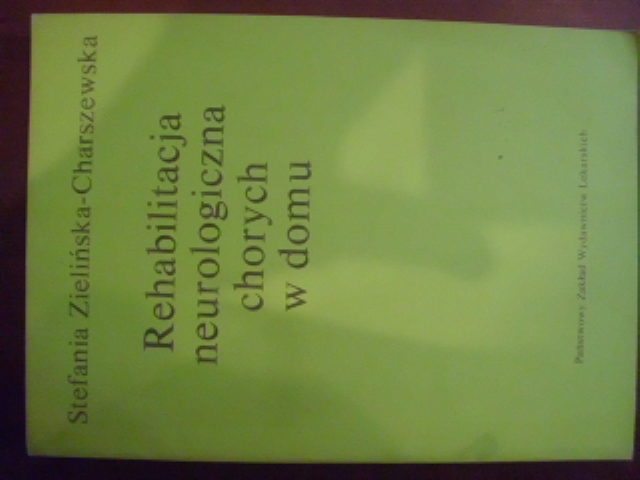 Stefania Zielińska-Charszewska
Rehabilitacja
neurologiczna
chorych
w domu
Państwowy Zakład Wydawnictw Lekarskich